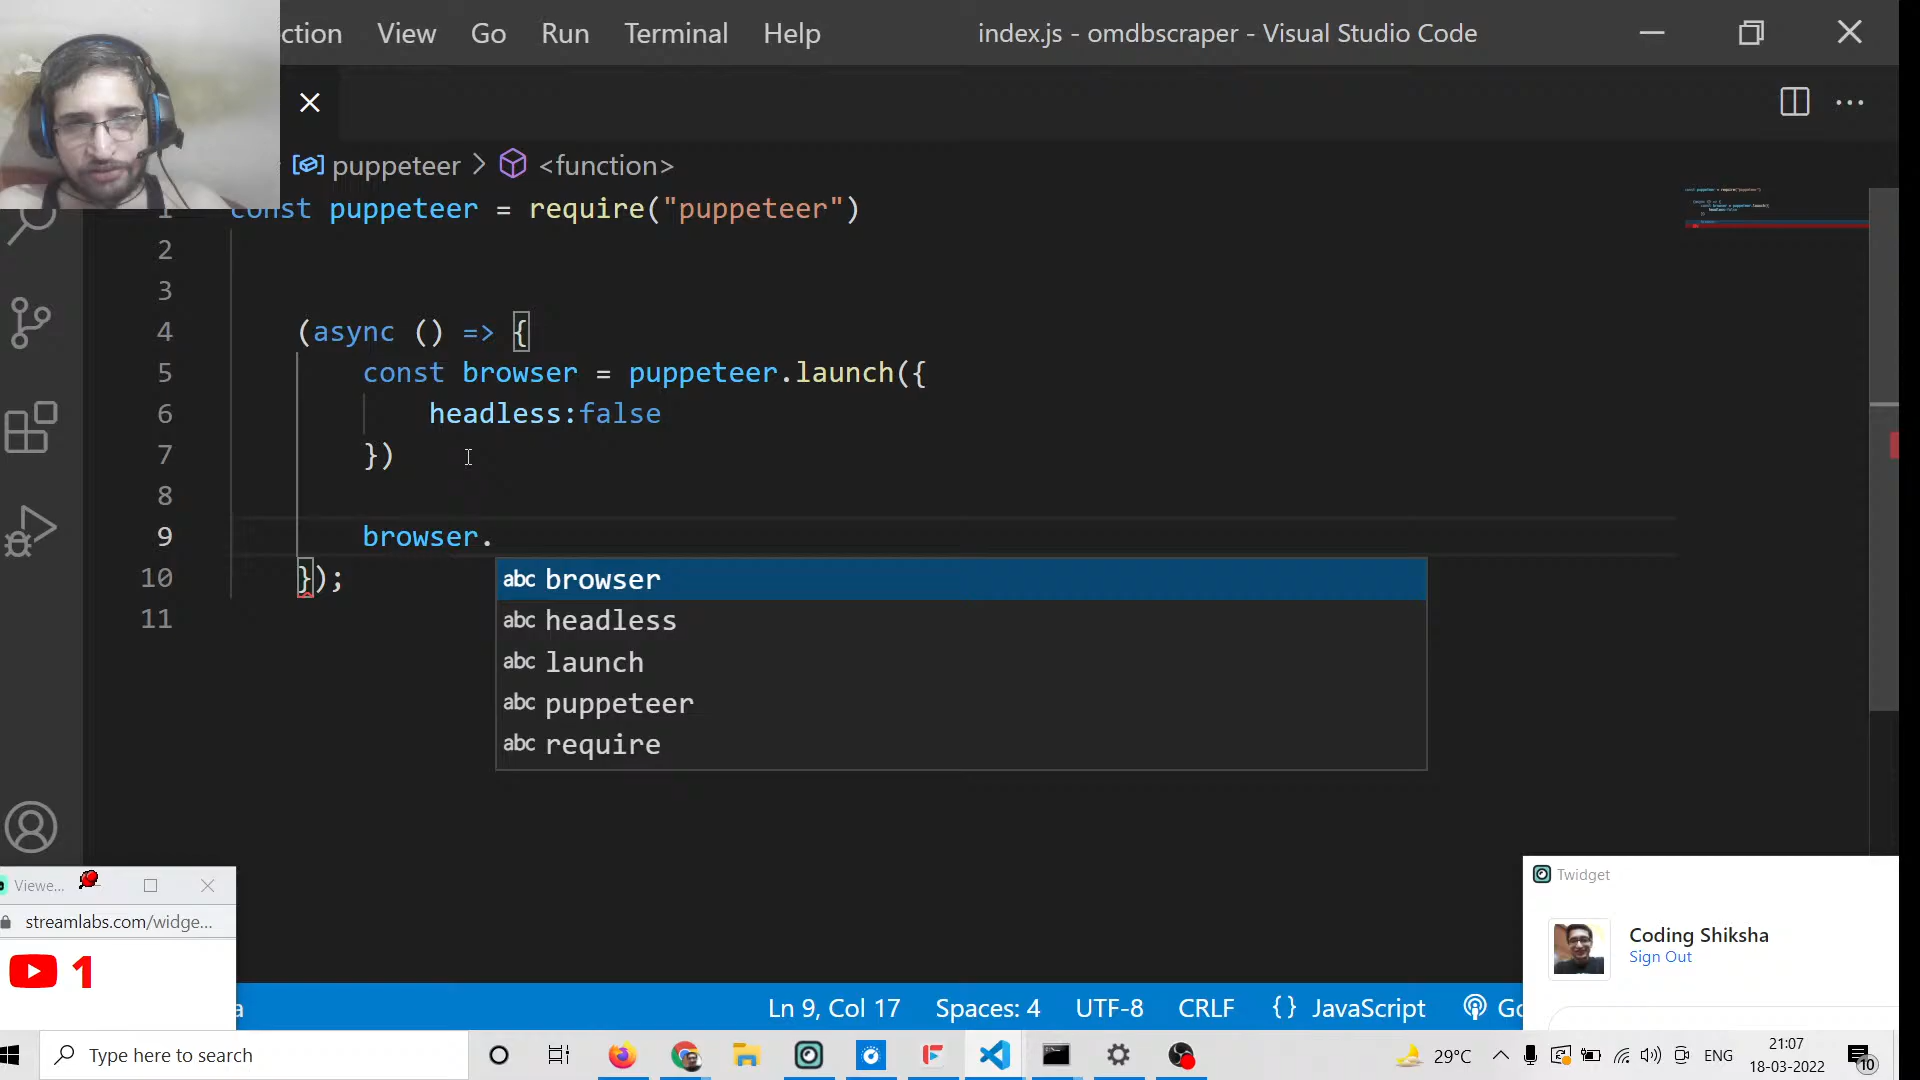 ction View Go Run Terminal Help index.js - omdbscraper - Visual Studio Code
puppeteer > <function>
1 const puppeteer = require("puppeteer")
2
3
4 (async () => {
5 const browser = puppeteer.launch({
6 headless:false
7 })
8
9 browser.
10 });
11
abc browser
abc headless
abc launch
abc puppeteer
abc require
Viewe...
streamlabs.com/widge...
1
Twidget
Coding Shiksha
Sign Out
a Ln 9, Col 17 Spaces: 4 UTF-8 CRLF {} JavaScript Go
Type here to search
29°C ENG 21:07
18-03-2022
10